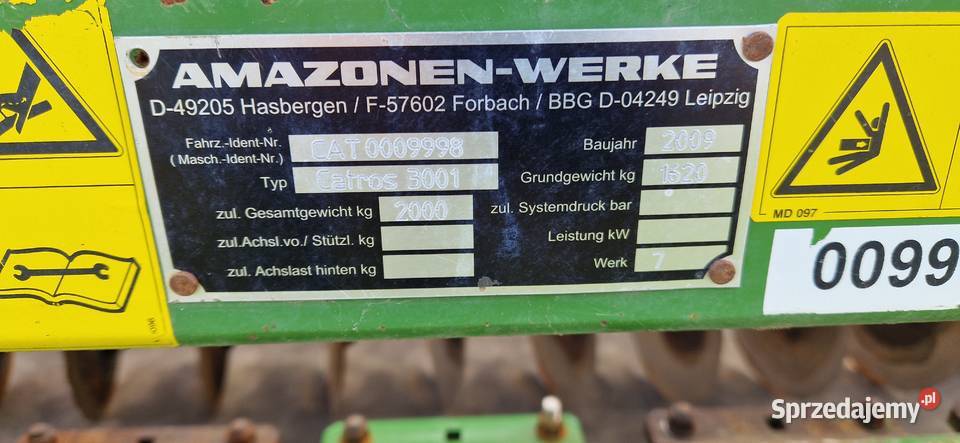 AMAZONEN-WERKE
D-49205 Hasbergen / F-57602 Forbach / BBG D-04249 Leipzig
Fahrz.-Ident-Nr.
( Masch.-Ident-Nr.) CAT0009998
Typ Catros 3001
zul. Gesamtgewicht kg 2000
zul.Achsl.vo./ Stützl. kg
zul. Achslast hinten kg
Baujahr 2009
Grundgewicht kg 1620
zul. Systemdruck bar
Leistung kW
Werk 7
MD 097
0099
Sprzedajemy.pl